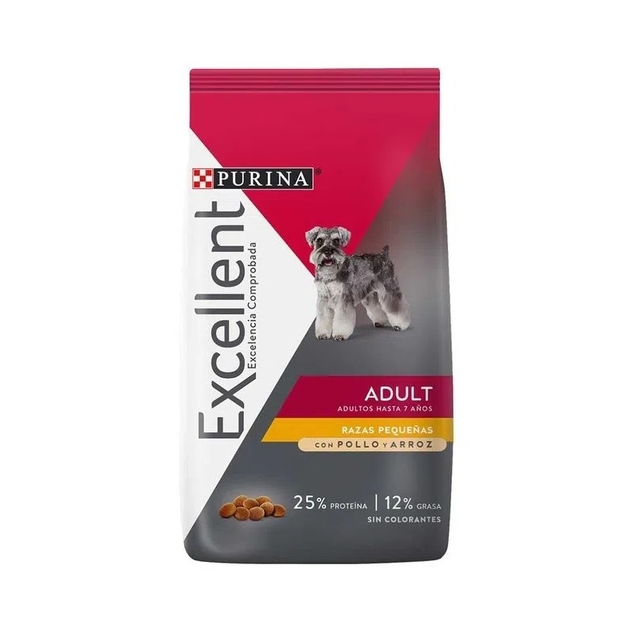 PURINA®
Excellent
Excelencia Comprobada
ADULT
ADULTOS HASTA 7 AÑOS
RAZAS PEQUEÑAS
CON POLLO Y ARROZ
25% PROTEÍNA | 12% GRASA
SIN COLORANTES